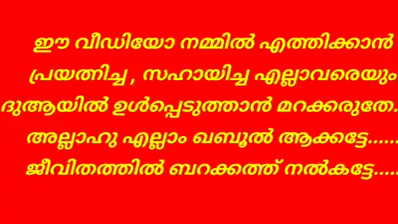 ഈ വീഡിയോ നമ്മിൽ എത്തിക്കാൻ
പ്രയത്നിച്ച , സഹായിച്ച എല്ലാവരെയും
ദുആയിൽ ഉൾപ്പെടുത്താൻ മറക്കരുതേ.
അല്ലാഹു എല്ലാം ഖബൂൽ ആക്കട്ടേ......
ജീവിതത്തിൽ ബറക്കത്ത് നൽകട്ടേ.....